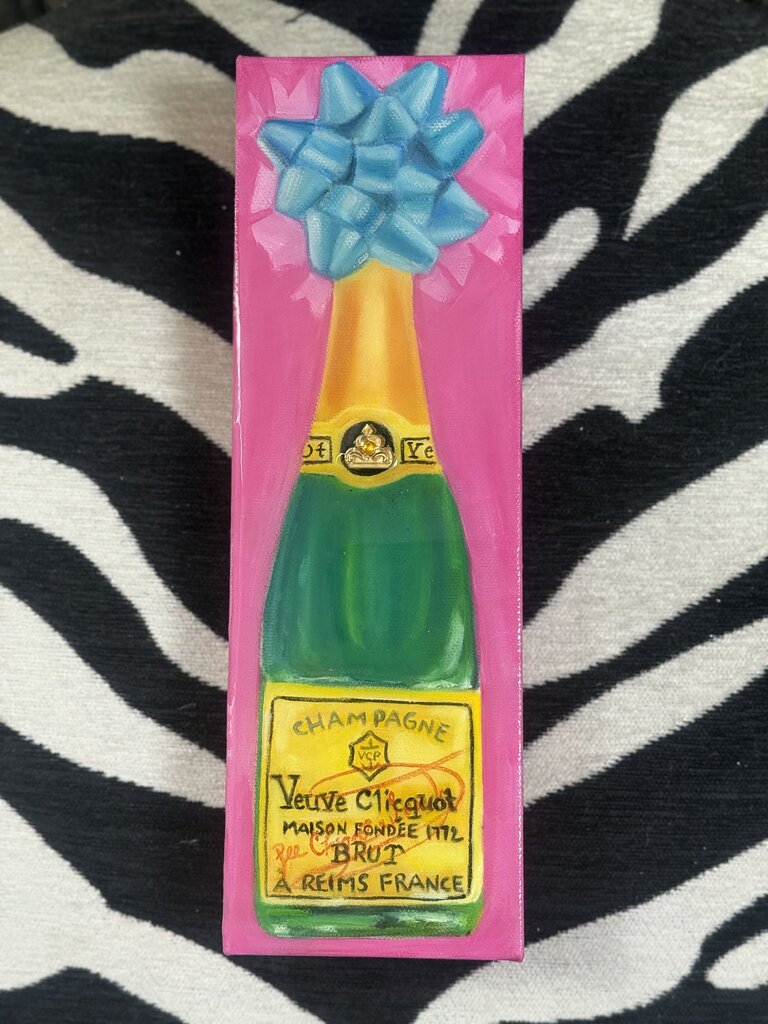 ot Ve
CHAMPAGNE
VCP
Veuve Clicquot
MAISON FONDÉE 1772
BRUT
A REIMS FRANCE